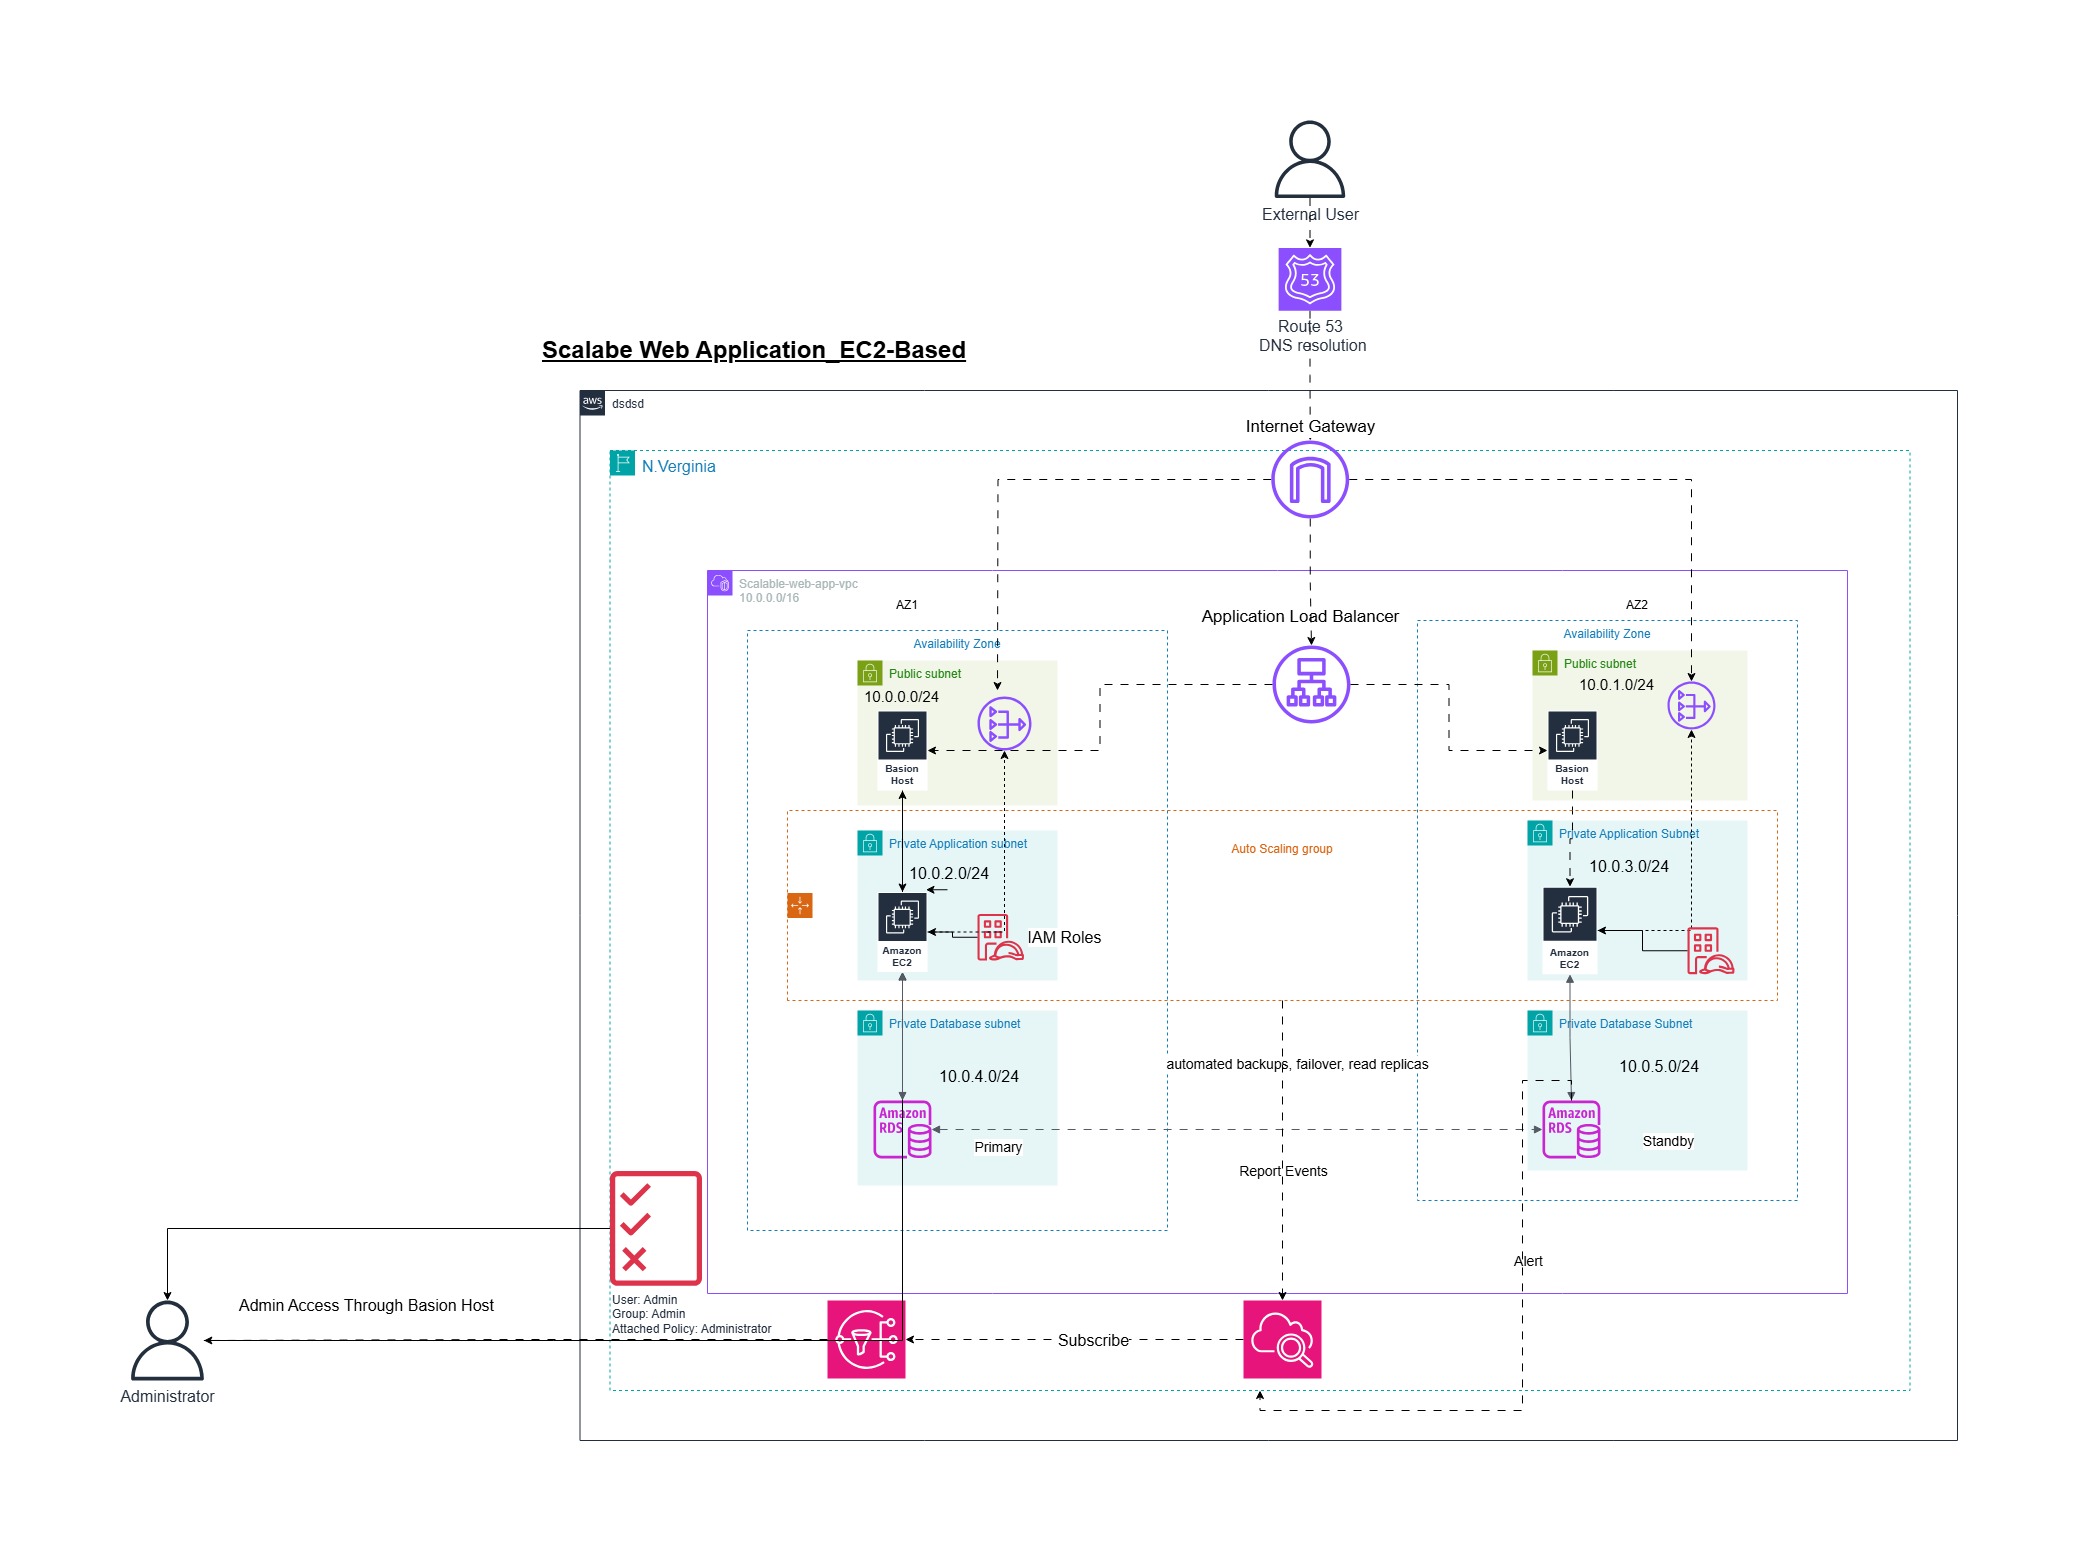 External User
53
Route 53
DNS resolution
Scalabe Web Application_EC2-Based
aws
dsdsd
Internet Gateway
N.Verginia
Scalable-web-app-vpc
10.0.0.0/16
AZ1
AZ2
Application Load Balancer
Availability Zone
Availability Zone
Public subnet
10.0.0.0/24
Public subnet
10.0.1.0/24
Basion
Host
Basion
Host
Private Application subnet
10.0.2.0/24
Auto Scaling group
Private Application Subnet
10.0.3.0/24
Amazon
EC2
IAM Roles
Amazon
EC2
Private Database subnet
10.0.4.0/24
automated backups, failover, read replicas
Private Database Subnet
10.0.5.0/24
Amazon
RDS
Primary
Amazon
RDS
Standby
Report Events
Alert
User: Admin
Group: Admin
Attached Policy: Administrator
Admin Access Through Basion Host
Subscribe
Administrator